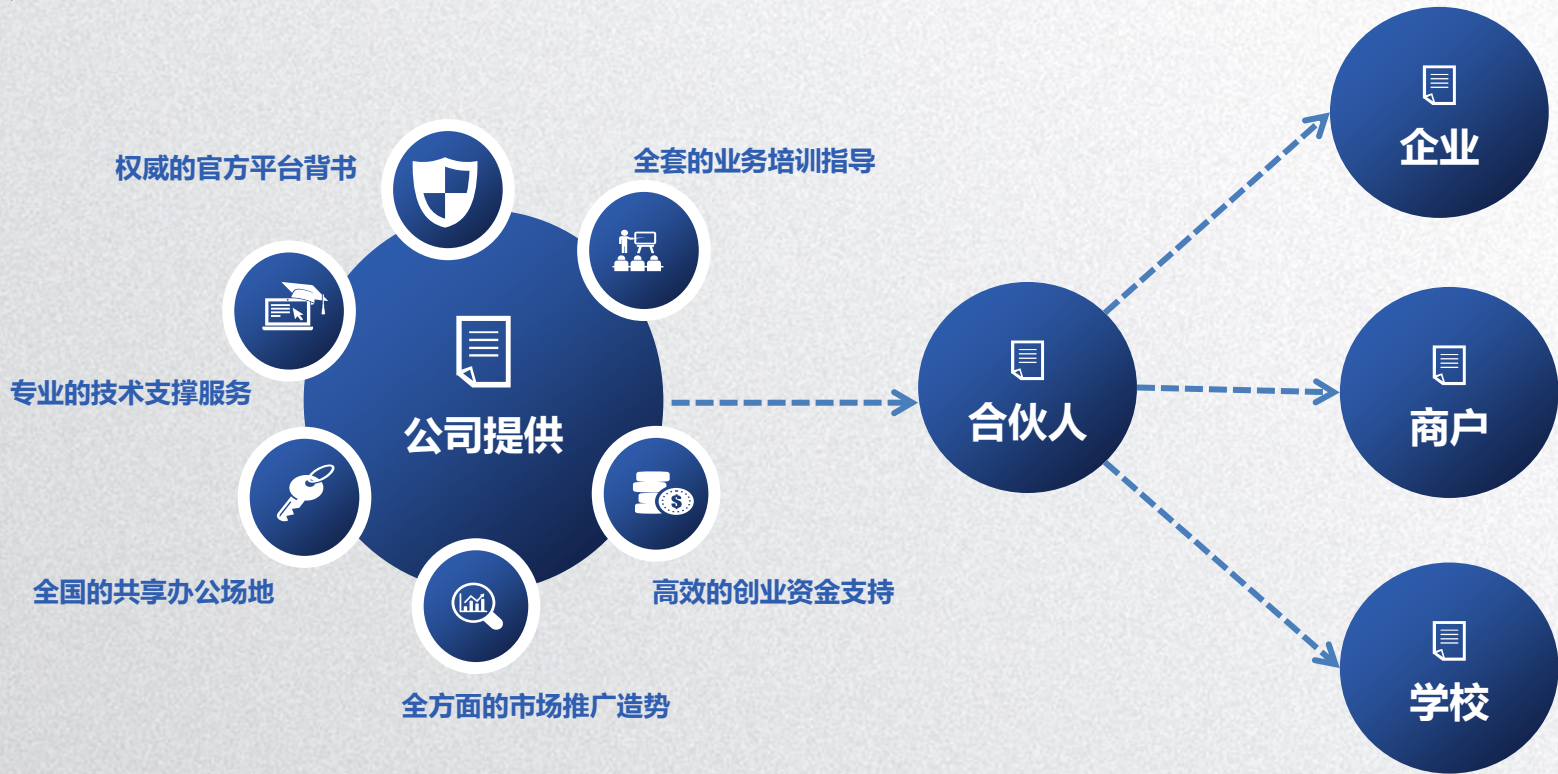 权威的官方平台背书
全套的业务培训指导
专业的技术支撑服务
公司提供
全国的共享办公场地
高效的创业资金支持
全方面的市场推广造势
合伙人
企业
商户
学校